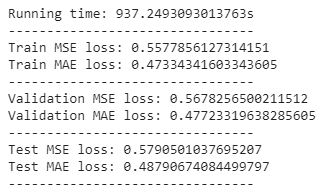 Running time: 937.2493093013763s
--------------------------------
Train MSE loss: 0.5577856127314151
Train MAE loss: 0.47334341603343605
--------------------------------
Validation MSE loss: 0.5678256500211512
Validation MAE loss: 0.47723319638285605
--------------------------------
Test MSE loss: 0.5790501037695207
Test MAE loss: 0.48790674084499797
--------------------------------